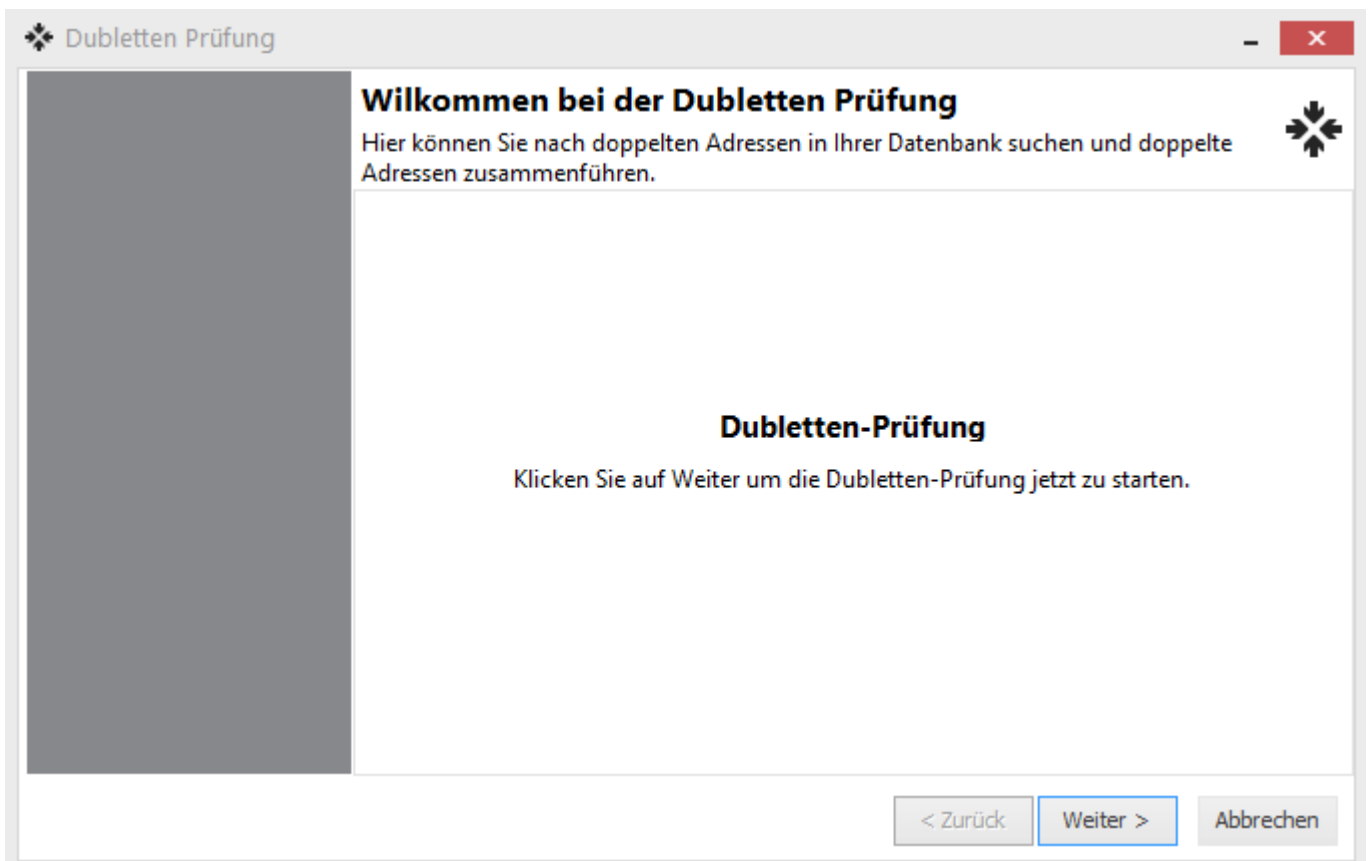 Dubletten Prüfung
Wilkommen bei der Dubletten Prüfung
Hier können Sie nach doppelten Adressen in Ihrer Datenbank suchen und doppelte
Adressen zusammenführen.
Dubletten-Prüfung
Klicken Sie auf Weiter um die Dubletten-Prüfung jetzt zu starten.
< Zurück Weiter > Abbrechen